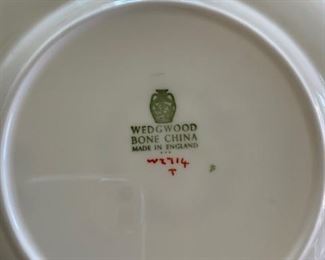 WEDGWOOD
BONE CHINA
MADE IN ENGLAND
W2714
T